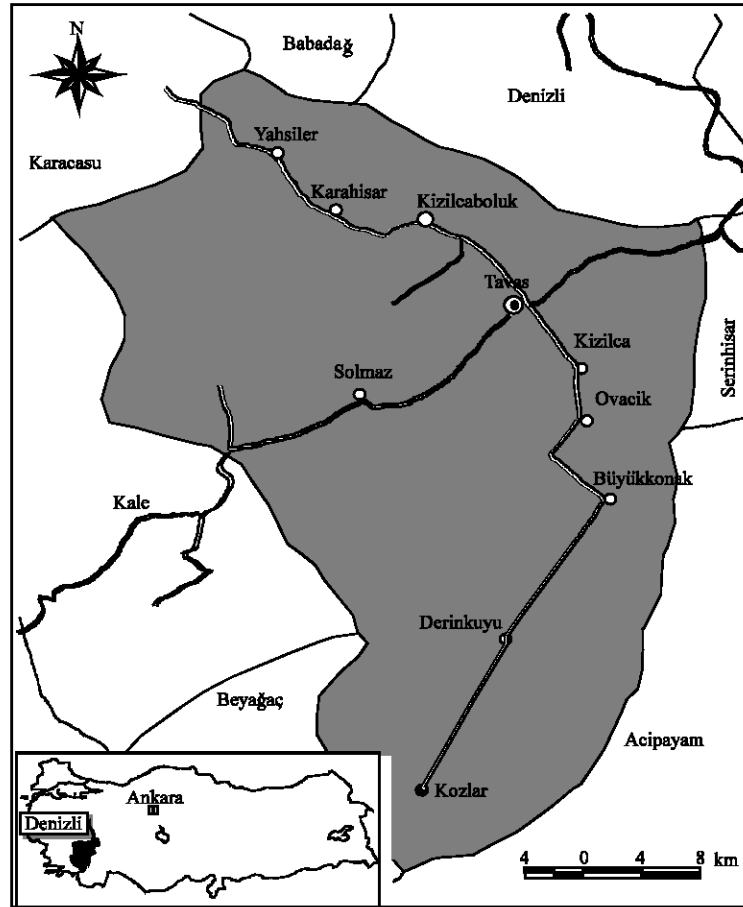 N
Babadağ
Denizli
Karacasu
Yahsiler
Karahisar
Kizilcaboluk
Tavas
Kizilca
Serinhisar
Solmaz
Ovacik
Büyükkonak
Kale
Derinkuyu
Beyağaç
Acipayam
Kozlar
Ankara
Denizli
4 0 4 8 km